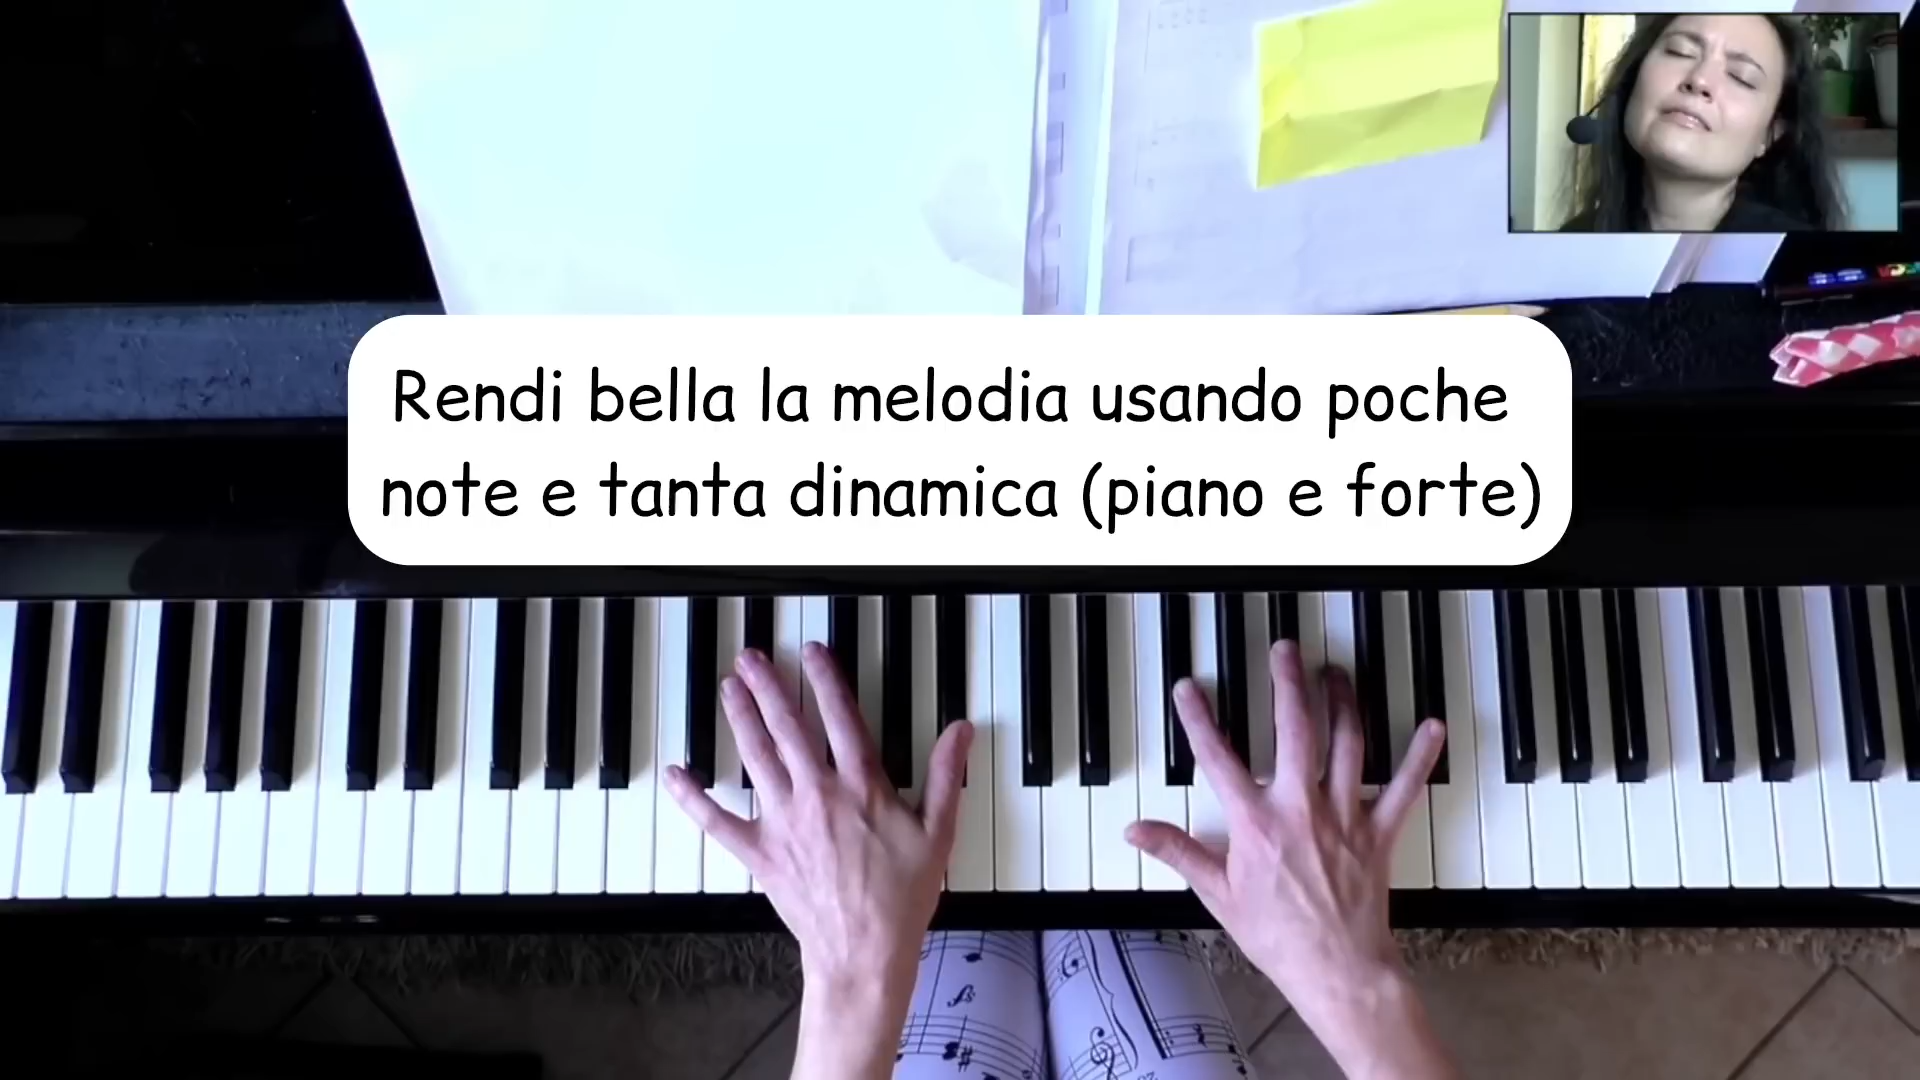 Rendi bella la melodia usando poche
note e tanta dinamica (piano e forte)